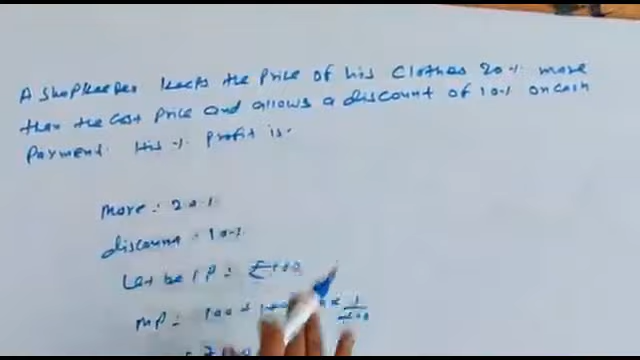 A Shopkeeper keeps the Price of his Clothes 20% more
than the Cost Price and allows a discount of 10% on cash
Payment. His % profit is.
more = 20%
discount = 10%
Let be CP = ₹100
MP = 100 ×